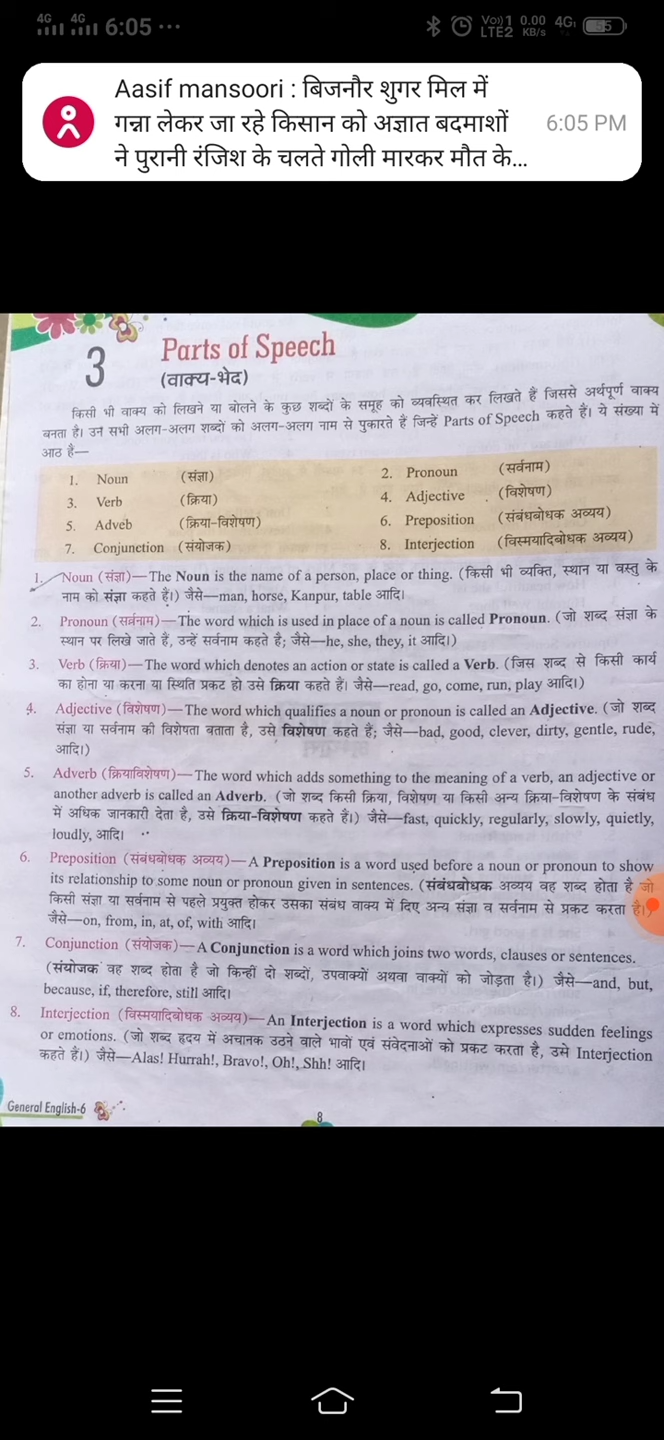 4G 4G 6:05 ···
Vo)) 1 0.00 4G
LTE2 KB/s 55
Aasif mansoori : बिजनौर शुगर मिल में
गन्ना लेकर जा रहे किसान को अज्ञात बदमाशों 6:05 PM
ने पुरानी रंजिश के चलते गोली मारकर मौत के...
3 Parts of Speech
(वाक्य-भेद)
किसी भी वाक्य को लिखने या बोलने के कुछ शब्दों के समूह को व्यवस्थित कर लिखते हैं जिससे अर्थपूर्ण वाक्य
बनता है। उन सभी अलग-अलग शब्दों को अलग-अलग नाम से पुकारते हैं जिन्हें Parts of Speech कहते हैं। ये संख्या में
आठ है—
1. Noun (संज्ञा) 2. Pronoun (सर्वनाम)
3. Verb (क्रिया) 4. Adjective (विशेषण)
5. Adveb (क्रिया-विशेषण) 6. Preposition (संबंधबोधक अव्यय)
7. Conjunction (संयोजक) 8. Interjection (विस्मयादिबोधक अव्यय)
1. Noun (संज्ञा)—The Noun is the name of a person, place or thing. (किसी भी व्यक्ति, स्थान या वस्तु के
नाम को संज्ञा कहते हैं।) जैसे—man, horse, Kanpur, table आदि।
2. Pronoun (सर्वनाम)—The word which is used in place of a noun is called Pronoun. (जो शब्द संज्ञा के
स्थान पर लिखे जाते हैं, उन्हें सर्वनाम कहते है; जैसे—he, she, they, it आदि।)
3. Verb (क्रिया)—The word which denotes an action or state is called a Verb. (जिस शब्द से किसी कार्य
का होना या करना या स्थिति प्रकट हो उसे क्रिया कहते हैं। जैसे—read, go, come, run, play आदि।)
4. Adjective (विशेषण)—The word which qualifies a noun or pronoun is called an Adjective. (जो शब्द
संज्ञा या सर्वनाम की विशेषता बताता है, उसे विशेषण कहते हैं; जैसे—bad, good, clever, dirty, gentle, rude,
आदि।)
5. Adverb (क्रियाविशेषण)—The word which adds something to the meaning of a verb, an adjective or
another adverb is called an Adverb. (जो शब्द किसी क्रिया, विशेषण या किसी अन्य क्रिया-विशेषण के संबंध
में अधिक जानकारी देता है, उसे क्रिया-विशेषण कहते हैं।) जैसे—fast, quickly, regularly, slowly, quietly,
loudly, आदि।
6. Preposition (संबंधबोधक अव्यय)—A Preposition is a word used before a noun or pronoun to show
its relationship to some noun or pronoun given in sentences. (संबंधबोधक अव्यय वह शब्द होता है जो
किसी संज्ञा या सर्वनाम से पहले प्रयुक्त होकर उसका संबंध वाक्य में दिए अन्य संज्ञा व सर्वनाम से प्रकट करता है।)
जैसे—on, from, in, at, of, with आदि।
7. Conjunction (संयोजक)—A Conjunction is a word which joins two words, clauses or sentences.
(संयोजक वह शब्द होता है जो किन्हीं दो शब्दों, उपवाक्यों अथवा वाक्यों को जोड़ता है।) जैसे—and, but,
because, if, therefore, still आदि।
8. Interjection (विस्मयादिबोधक अव्यय)—An Interjection is a word which expresses sudden feelings
or emotions. (जो शब्द हृदय में अचानक उठने वाले भावों एवं संवेदनाओं को प्रकट करता है, उसे Interjection
कहते हैं।) जैसे—Alas! Hurrah!, Bravo!, Oh!, Shh! आदि।
General English-6
8